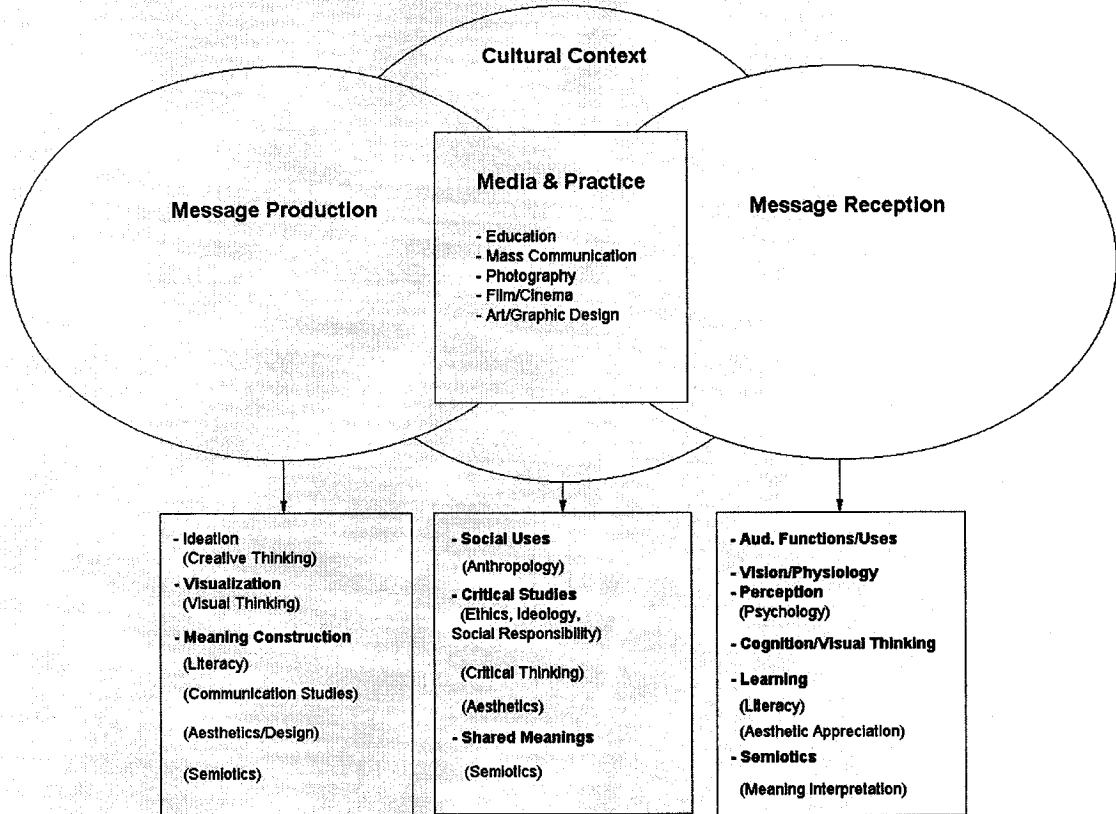 Cultural Context
Message Production
Media & Practice
- Education
- Mass Communication
- Photography
- Film/Cinema
- Art/Graphic Design
Message Reception
- Ideation
(Creative Thinking)
- Visualization
(Visual Thinking)
- Meaning Construction
(Literacy)
(Communication Studies)
(Aesthetics/Design)
(Semiotics)
- Social Uses
(Anthropology)
- Critical Studies
(Ethics, Ideology,
Social Responsibility)
(Critical Thinking)
(Aesthetics)
- Shared Meanings
(Semiotics)
- Aud. Functions/Uses
- Vision/Physiology
- Perception
(Psychology)
- Cognition/Visual Thinking
- Learning
(Literacy)
(Aesthetic Appreciation)
- Semiotics
(Meaning Interpretation)